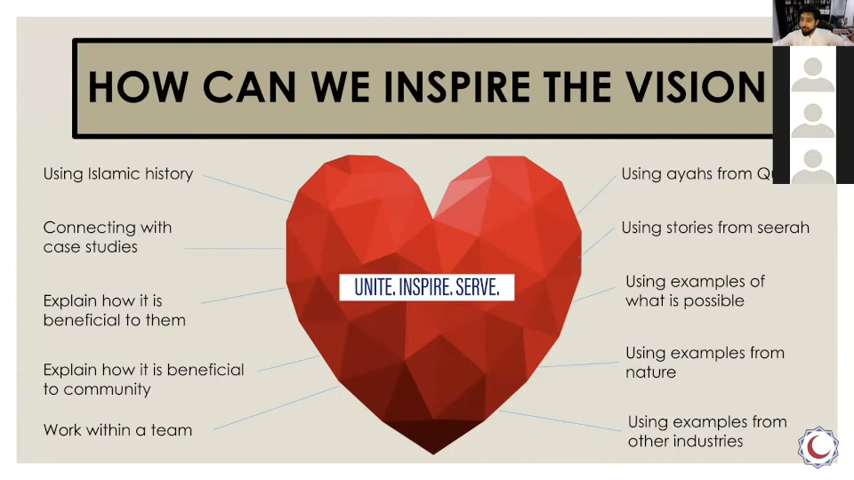 HOW CAN WE INSPIRE THE VISION
Using Islamic history
Connecting with
case studies
Explain how it is
beneficial to them
Explain how it is beneficial
to community
Work within a team
UNITE. INSPIRE. SERVE.
Using ayahs from
Using stories from seerah
Using examples of
what is possible
Using examples from
nature
Using examples from
other industries